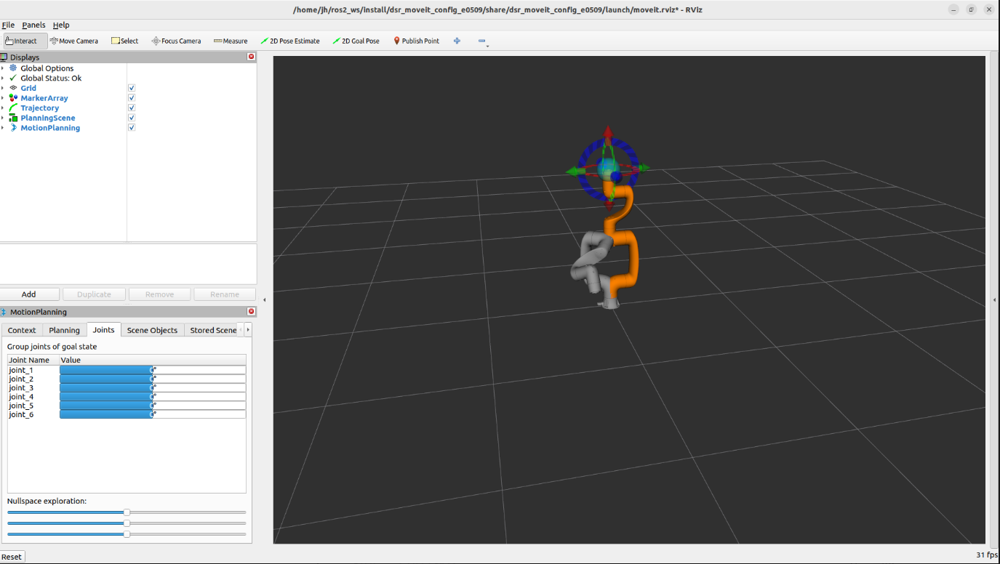 /home/jh/ros2_ws/install/dsr_moveit_config_e0509/share/dsr_moveit_config_e0509/launch/moveit.rviz* - RViz
File Panels Help
Interact Move Camera Select Focus Camera Measure 2D Pose Estimate 2D Goal Pose Publish Point
Displays
Global Options
Global Status: Ok
Grid
MarkerArray
Trajectory
PlanningScene
MotionPlanning
Add Duplicate Remove Rename
MotionPlanning
Context Planning Joints Scene Objects Stored Scene
Group joints of goal state
Joint Name Value
joint_1 0°
joint_2 0°
joint_3 0°
joint_4 0°
joint_5 0°
joint_6 0°
Nullspace exploration:
Reset 31 fps